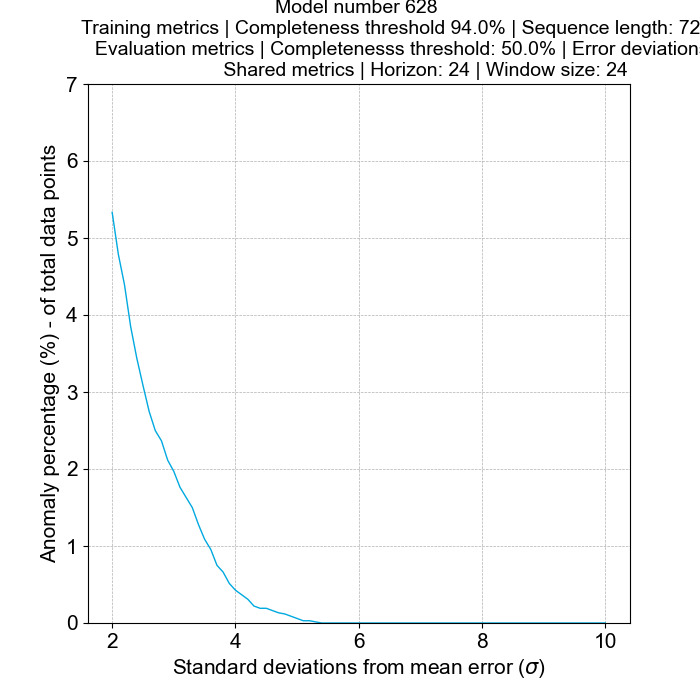 Model number 628
Training metrics | Completeness threshold 94.0% | Sequence length: 72
Evaluation metrics | Completenesss threshold: 50.0% | Error deviation
Shared metrics | Horizon: 24 | Window size: 24
7
6
5
4
3
2
1
0
Anomaly percentage (%) - of total data points
2 4 6 8 10
Standard deviations from mean error (σ)